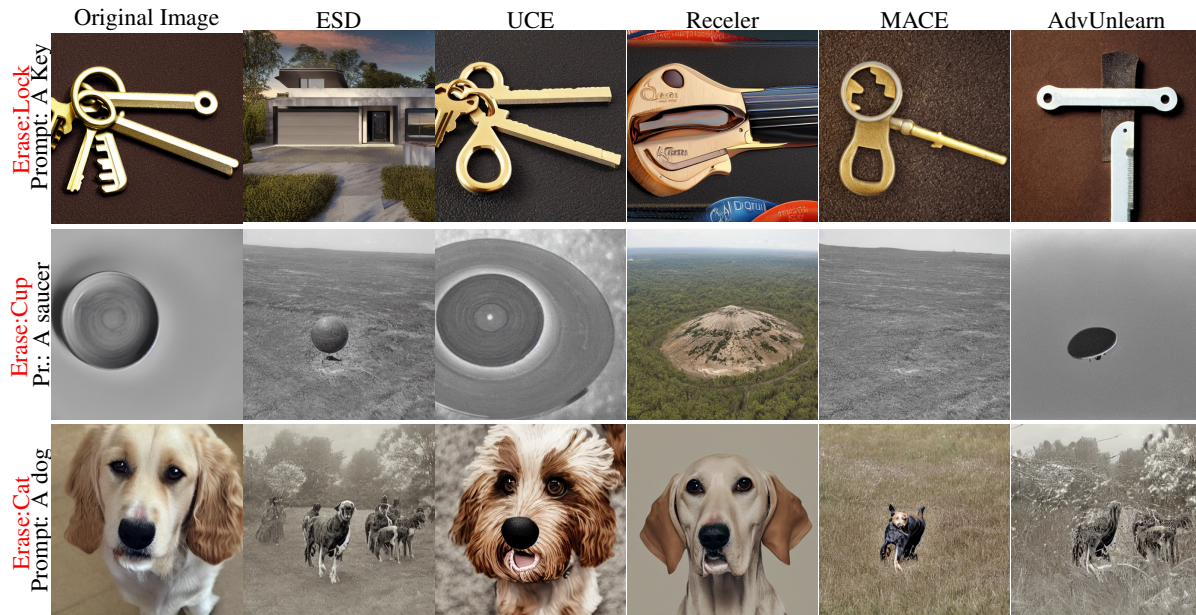 Original Image ESD UCE Receler MACE AdvUnlearn
Erase:Lock
Prompt: A Key
Erase:Cup
Pr.: A saucer
Erase:Cat
Prompt: A dog